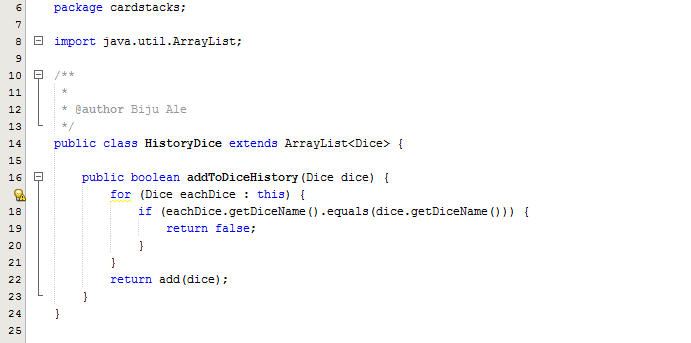 6 package cardstacks;
7
8 import java.util.ArrayList;
9
10 /**
11  *
12  * @author Biju Ale
13  */
14 public class HistoryDice extends ArrayList<Dice> {
15
16     public boolean addToDiceHistory(Dice dice) {
        for (Dice eachDice : this) {
18             if (eachDice.getDiceName().equals(dice.getDiceName())) {
19                 return false;
20             }
21         }
22         return add(dice);
23     }
24 }
25